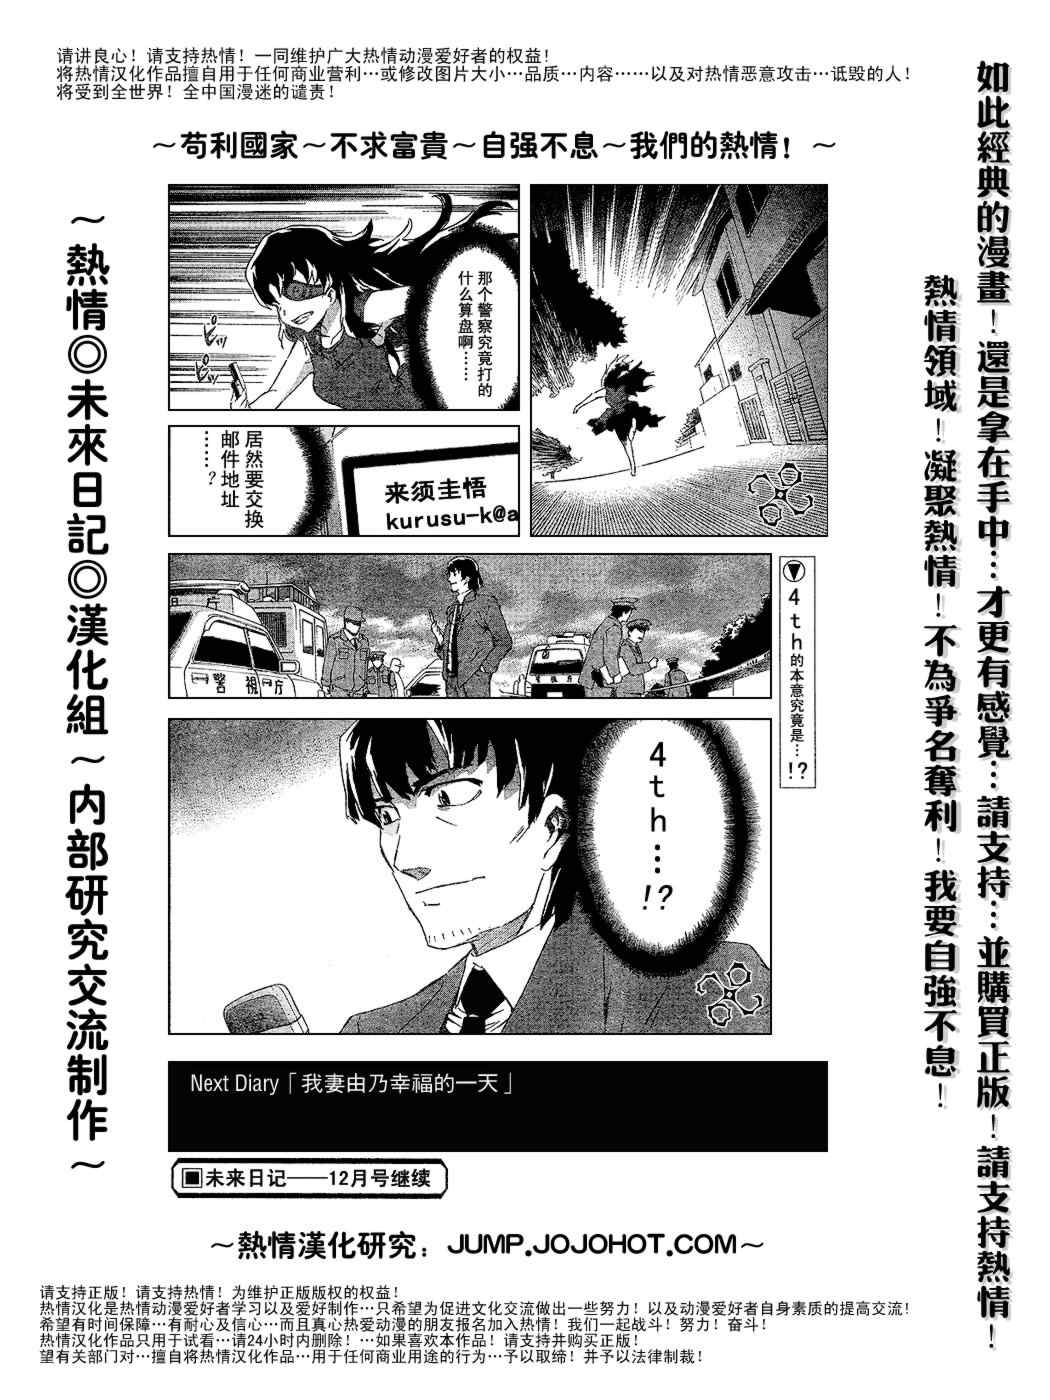 请讲良心！请支持热情！一同维护广大热情动漫爱好者的权益！
将热情汉化作品擅自用于任何商业营利…或修改图片大小…品质…内容……以及对热情恶意攻击…诋毁的人！
将受到全世界！全中国漫迷的谴责！
～苟利國家～不求富貴～自强不息～我們的熱情！～
如此經典的漫畫！還是拿在手中…才更有感覺…請支持…並購買正版！請支持熱情！
熱情領域！凝聚熱情！不為爭名奪利！我要自強不息！
～熱情◎未來日記◎漢化組～内部研究交流制作～
那个警察究竟打的
什么算盘啊……
ピッ
ピッ
居然要交换
邮件地址
……？
来须圭悟
kurusu-k@a
警視庁
警視庁
4th的本意究竟是…!?
4th…!?
Next Diary「我妻由乃幸福的一天」
▣未来日记——12月号继续
～熱情漢化研究：JUMP.JOJOHOT.COM～
请支持正版！请支持热情！为维护正版版权的权益！
热情汉化是热情动漫爱好者学习以及爱好制作…只希望为促进文化交流做出一些努力！以及动漫爱好者自身素质的提高交流！
希望有时间保障…有耐心及信心…而且真心热爱动漫的朋友报名加入热情！我们一起战斗！努力！奋斗！
热情汉化作品只用于试看…请24小时内删除！…如果喜欢本作品！请支持并购买正版！
望有关部门对…擅自将热情汉化作品…用于任何商业用途的行为…予以取缔！并予以法律制裁！